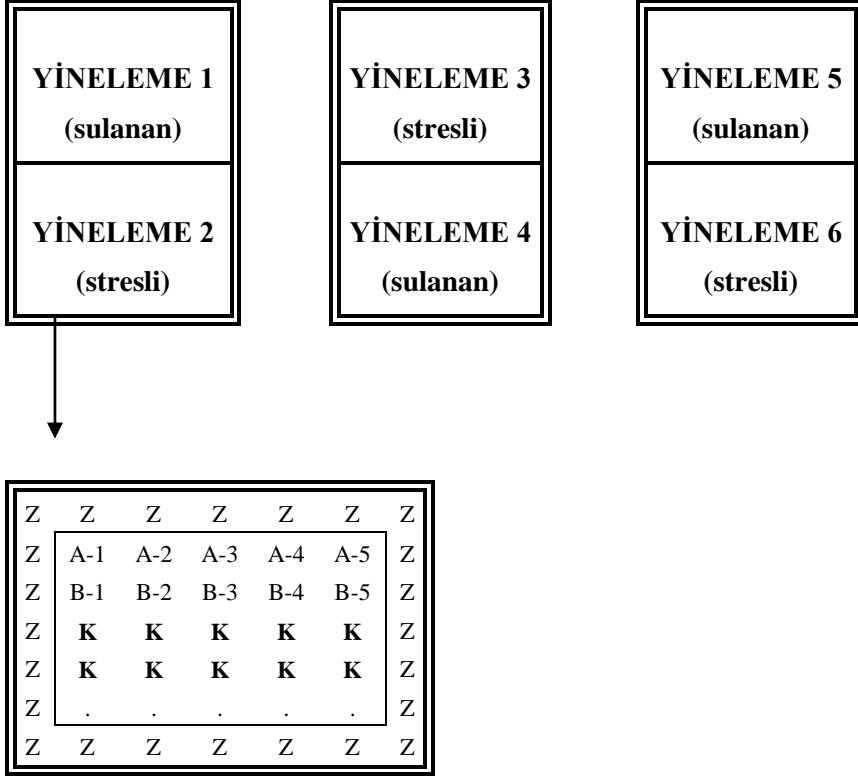 YİNELEME 1
(sulanan)
YİNELEME 2
(stresli)
YİNELEME 3
(stresli)
YİNELEME 4
(sulanan)
YİNELEME 5
(sulanan)
YİNELEME 6
(stresli)
Z Z Z Z Z Z Z
Z A-1 A-2 A-3 A-4 A-5 Z
Z B-1 B-2 B-3 B-4 B-5 Z
Z K K K K K Z
Z K K K K K Z
Z . . . . . Z
Z Z Z Z Z Z Z